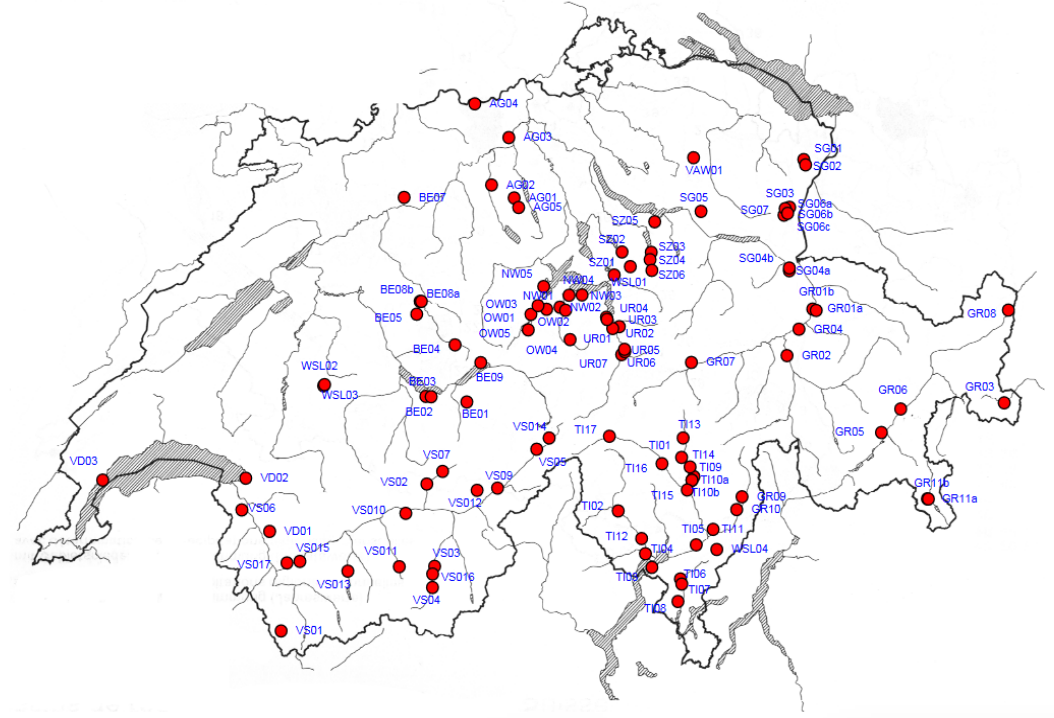 AG04
AG03
SG01
VAW01
SG02
AG02
SG03
BE07
AG01
SG06a
AG05
SG05
SG07
SG06b
SZ05
SG06c
SZ02
SZ03
SZ01
SZ04
SG04b
NW05
SZ06
SG04a
NW04
WSL01
BE08b
BE08a
NW01
NW03
GR01b
OW03
NW02
UR04
GR01a
GR08
BE05
OW01
OW02
UR03
OW05
UR02
GR04
UR01
BE04
OW04
UR05
GR02
UR07
UR06
GR07
WSL02
BE09
BE03
WSL03
GR06
GR03
BE02
BE01
VS014
TI17
TI13
GR05
TI01
VS05
TI14
VD03
VS07
TI16
TI09
VD02
VS02
VS09
TI10a
GR11b
VS012
TI15
TI10b
GR09
GR11a
VS06
VS010
TI02
GR10
VD01
TI05
TI11
TI12
VS015
VS011
VS03
TI04
WSL04
VS017
VS016
TI03
TI06
VS013
TI07
VS04
TI08
VS01